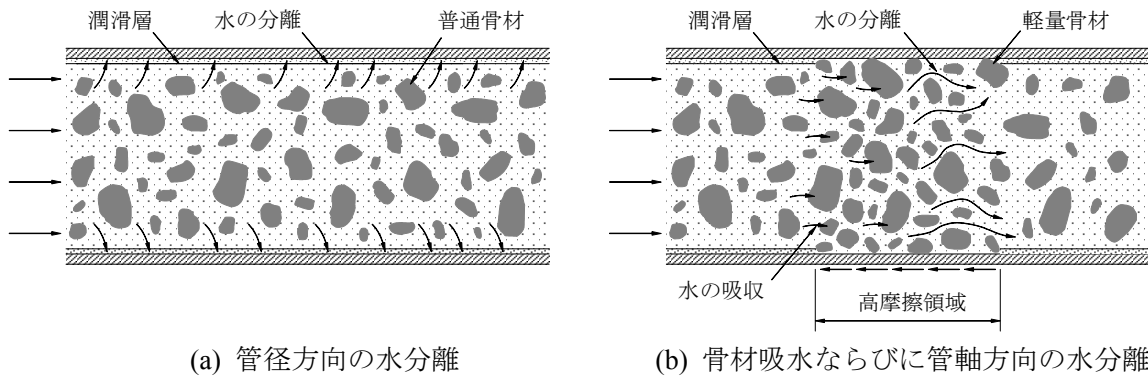 潤滑層
水の分離
普通骨材
(a) 管径方向の水分離
潤滑層
水の分離
軽量骨材
水の吸収
高摩擦領域
(b) 骨材吸水ならびに管軸方向の水分離